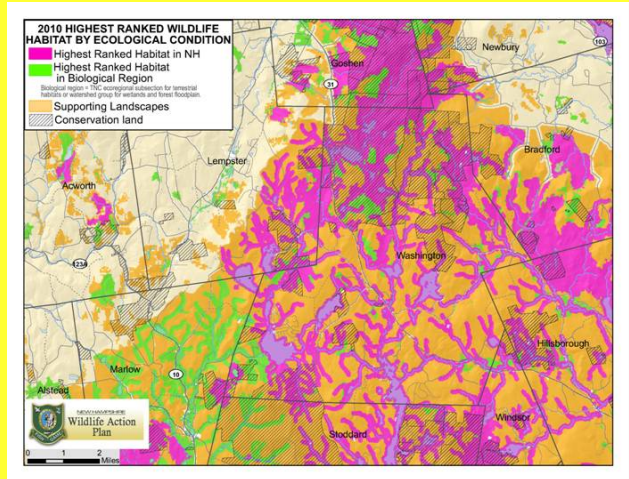 2010 HIGHEST RANKED WILDLIFE
HABITAT BY ECOLOGICAL CONDITION
Highest Ranked Habitat in NH
Highest Ranked Habitat
in Biological Region
Biological region = TNC ecoregional subsection for terrestrial
habitats or watershed group for wetlands and forest floodplain.
Supporting Landscapes
Conservation land
Goshen
Newbury
103
31
Lempster
Bradford
Acworth
Washington
123A
Hillsborough
Marlow
10
Alstead
NEW HAMPSHIRE
Wildlife Action
Plan
Windsor
Stoddard
0 1 2
Miles